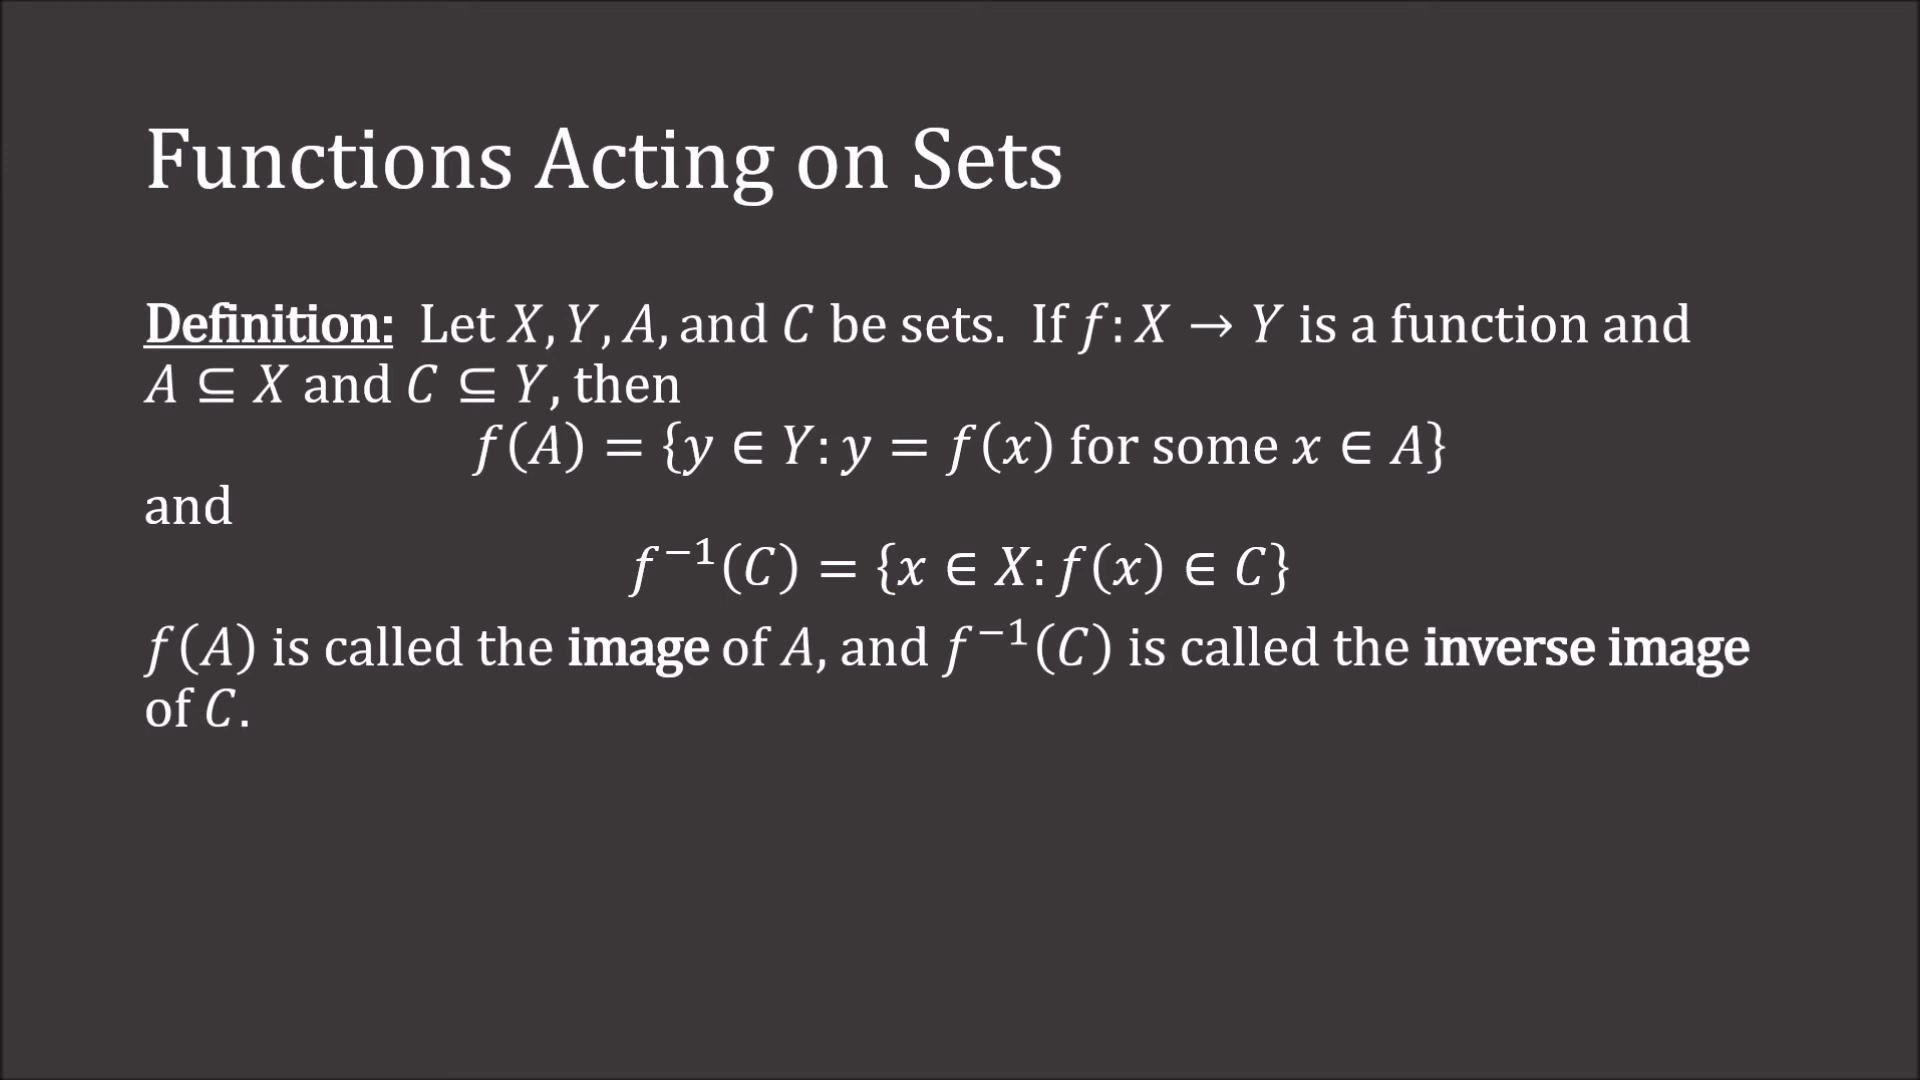 Functions Acting on Sets
Definition: Let X, Y, A, and C be sets. If f: X → Y is a function and
A ⊆ X and C ⊆ Y, then
f(A) = {y ∈ Y: y = f(x) for some x ∈ A}
and
f⁻¹(C) = {x ∈ X: f(x) ∈ C}
f(A) is called the image of A, and f⁻¹(C) is called the inverse image
of C.